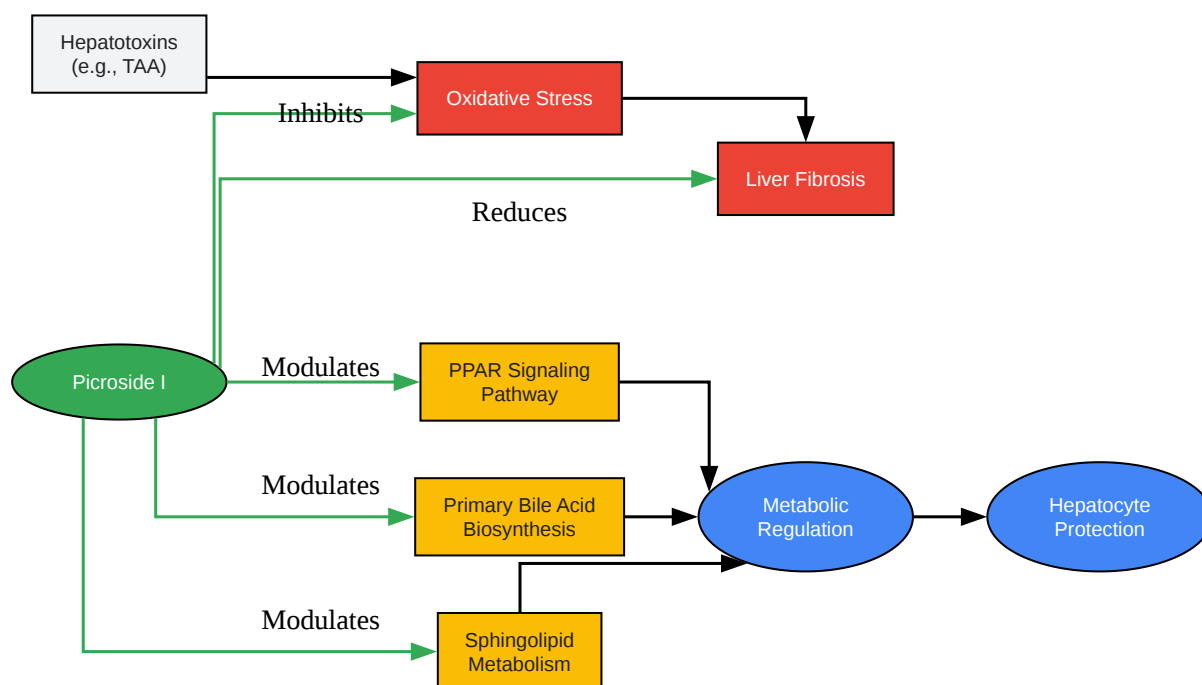 Hepatotoxins
(e.g., TAA)
Oxidative Stress
Inhibits
Liver Fibrosis
Reduces
Modulates
PPAR Signaling
Pathway
Picroside I
Modulates
Primary Bile Acid
Biosynthesis
Metabolic
Regulation
Hepatocyte
Protection
Modulates
Sphingolipid
Metabolism